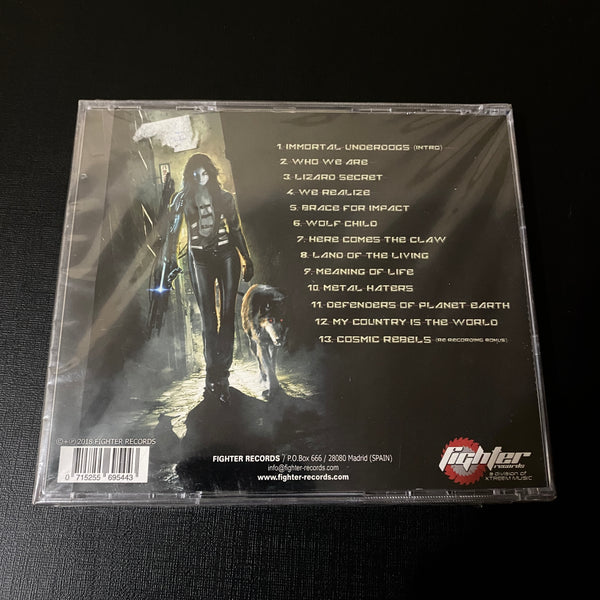 1. IMMORTAL UNDERDOGS (INTRO)
2. WHO WE ARE
3. LIZARD SECRET
4. WE REALIZE
5. BRACE FOR IMPACT
6. WOLF CHILD
7. HERE COMES THE CLAW
8. LAND OF THE LIVING
9. MEANING OF LIFE
10. METAL HATERS
11. DEFENDERS OF PLANET EARTH
12. MY COUNTRY IS THE WORLD
13. COSMIC REBELS (RE-RECORDING BONUS)
©+℗ 2018 FIGHTER RECORDS
0 715255 695443
FIGHTER RECORDS / P.O.Box 666 / 28080 Madrid (SPAIN)
info@fighter-records.com
www.fighter-records.com
fighter
records
a division of
XTREEM MUSIC